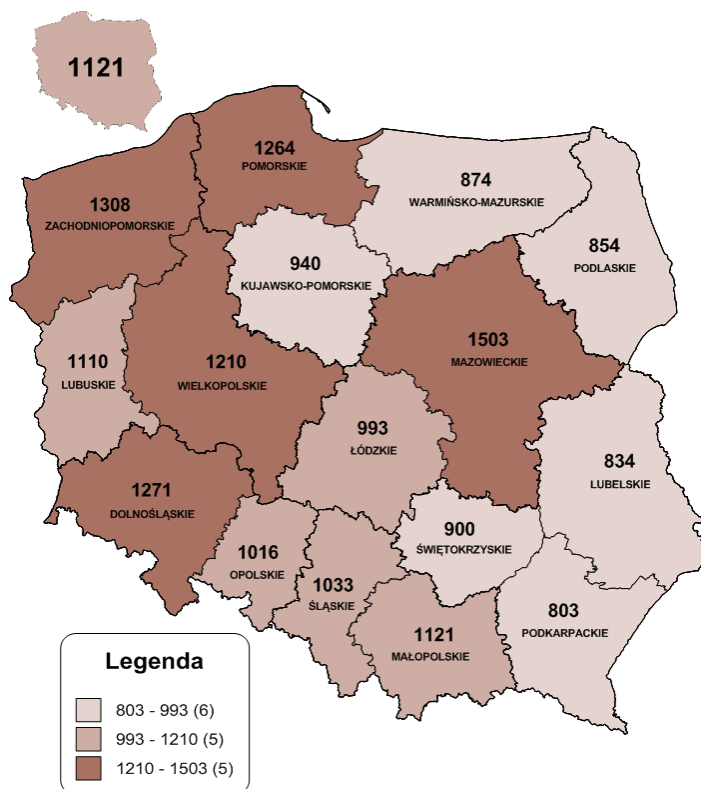 1121
1264
POMORSKIE
874
WARMIŃSKO-MAZURSKIE
1308
ZACHODNIOPOMORSKIE
854
PODLASKIE
940
KUJAWSKO-POMORSKIE
1503
MAZOWIECKIE
1110
LUBUSKIE
1210
WIELKOPOLSKIE
993
ŁÓDZKIE
834
LUBELSKIE
1271
DOLNOŚLĄSKIE
900
ŚWIĘTOKRZYSKIE
1016
OPOLSKIE
1033
ŚLĄSKIE
803
PODKARPACKIE
1121
MAŁOPOLSKIE
Legenda
803 - 993 (6)
993 - 1210 (5)
1210 - 1503 (5)